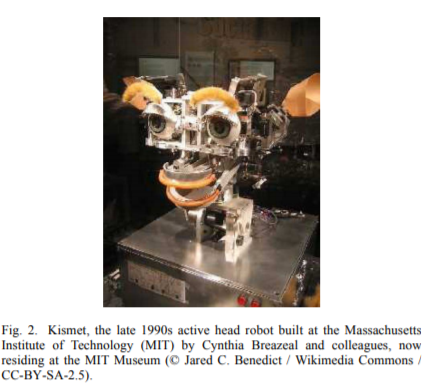 Fig. 2. Kismet, the late 1990s active head robot built at the Massachusetts
Institute of Technology (MIT) by Cynthia Breazeal and colleagues, now
residing at the MIT Museum (© Jared C. Benedict / Wikimedia Commons /
CC-BY-SA-2.5).